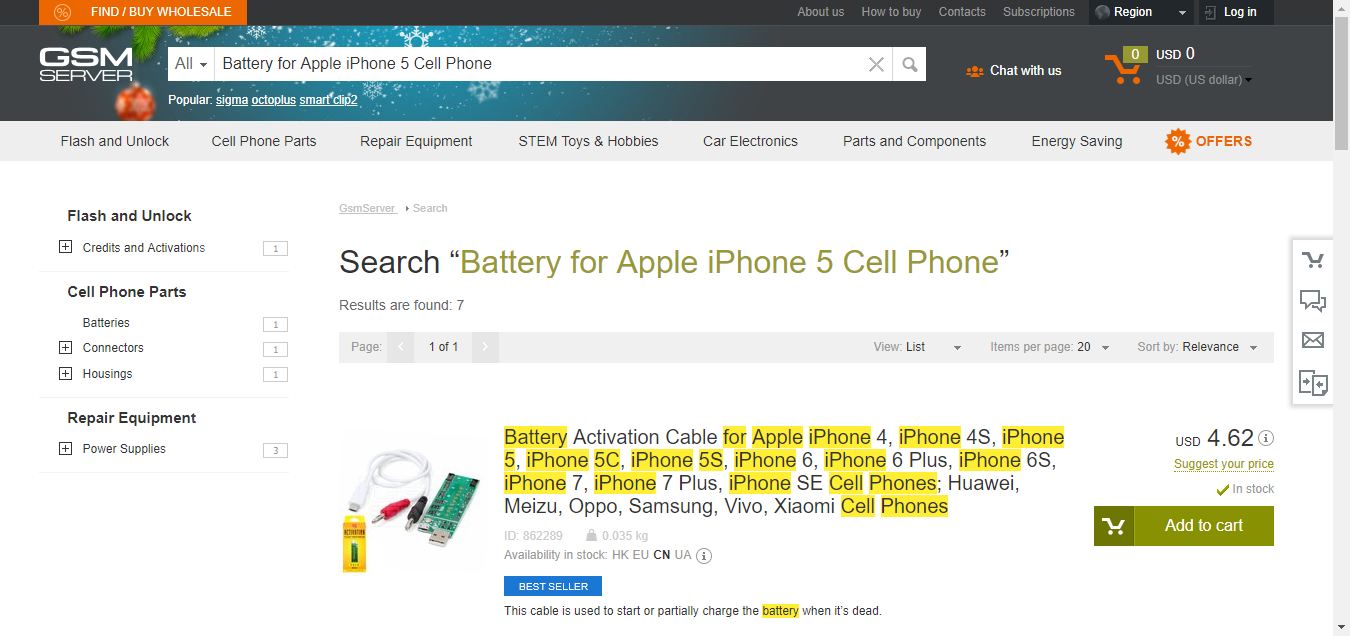 FIND / BUY WHOLESALE
About us How to buy Contacts Subscriptions Region Log in
GSM
SERVER
All Battery for Apple iPhone 5 Cell Phone
Chat with us
0 USD 0
USD (US dollar)
Popular: sigma octoplus smart clip2
Flash and Unlock Cell Phone Parts Repair Equipment STEM Toys & Hobbies Car Electronics Parts and Components Energy Saving % OFFERS
Flash and Unlock
Credits and Activations 1
Cell Phone Parts
Batteries 1
Connectors 1
Housings 1
Repair Equipment
Power Supplies 3
GsmServer Search
Search “Battery for Apple iPhone 5 Cell Phone”
Results are found: 7
Page: 1 of 1 View: List Items per page: 20 Sort by: Relevance
Battery Activation Cable for Apple iPhone 4, iPhone 4S, iPhone
5, iPhone 5C, iPhone 5S, iPhone 6, iPhone 6 Plus, iPhone 6S,
iPhone 7, iPhone 7 Plus, iPhone SE Cell Phones; Huawei,
Meizu, Oppo, Samsung, Vivo, Xiaomi Cell Phones
ID: 862289 0.035 kg
Availability in stock: HK EU CN UA
BEST SELLER
This cable is used to start or partially charge the battery when it’s dead.
USD 4.62
Suggest your price
In stock
Add to cart